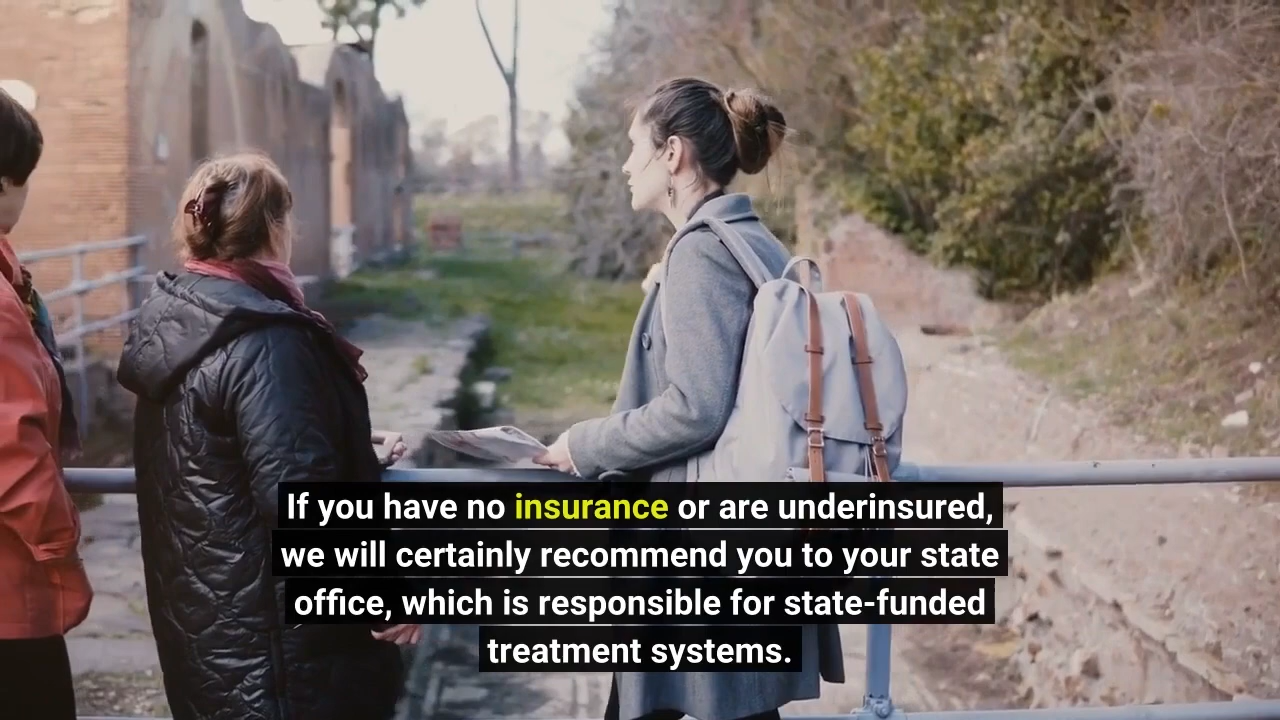 If you have no insurance or are underinsured,
we will certainly recommend you to your state
office, which is responsible for state-funded
treatment systems.